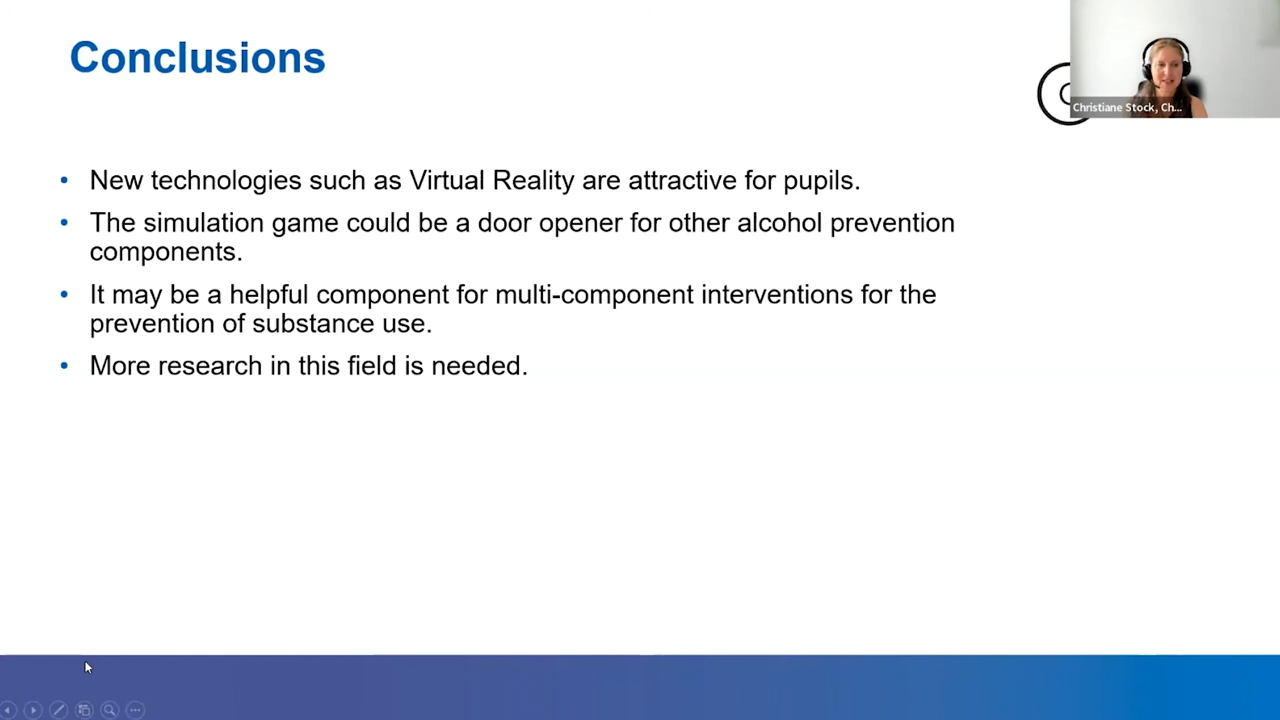 Conclusions
Christiane Stock, Ch...
• New technologies such as Virtual Reality are attractive for pupils.
• The simulation game could be a door opener for other alcohol prevention
components.
• It may be a helpful component for multi-component interventions for the
prevention of substance use.
• More research in this field is needed.